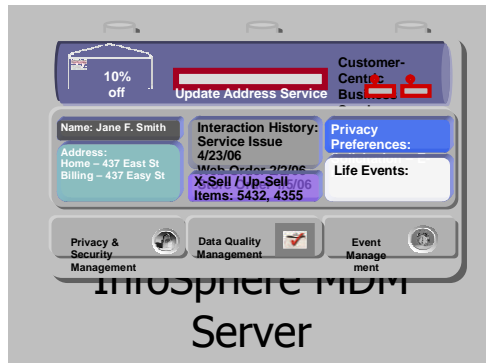 10%
off
Update Address Service
Customer-
Centric
Business
Name: Jane F. Smith
Address:
Home – 437 East St
Billing – 437 Easy St
Interaction History:
Service Issue
4/23/06
Web Order 2/2/06
X-Sell / Up-Sell
Items: 5432, 4355
Privacy
Preferences:
Life Events:
Privacy &
Security
Management
Data Quality
Management
Event
Manage
ment
InfoSphere MDM
Server